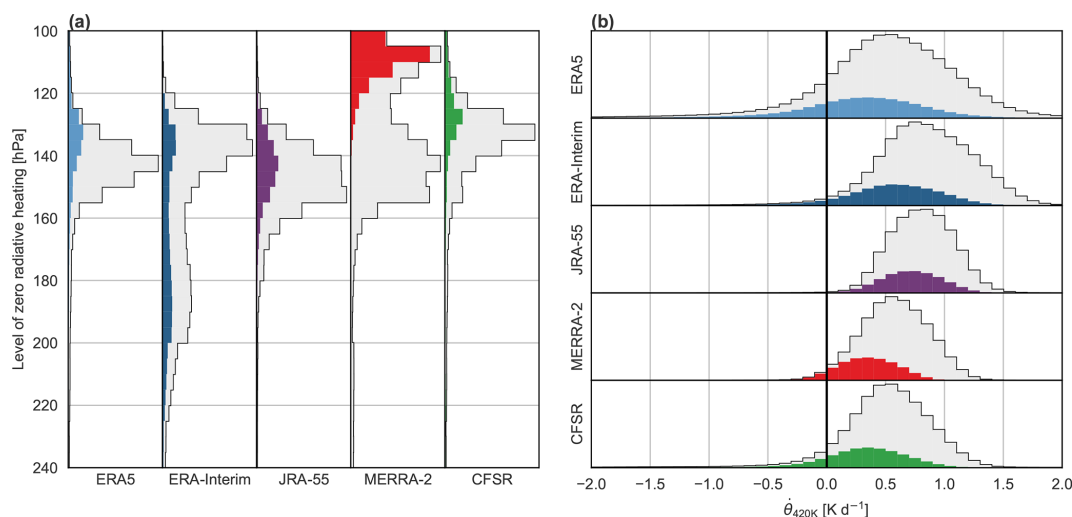 (a)
Level of zero radiative heating [hPa]
100
120
140
160
180
200
220
240
ERA5 ERA-Interim JRA-55 MERRA-2 CFSR
(b)
ERA5
ERA-Interim
JRA-55
MERRA-2
CFSR
−2.0 −1.5 −1.0 −0.5 0.0 0.5 1.0 1.5 2.0
θ̇420K [K d⁻¹]